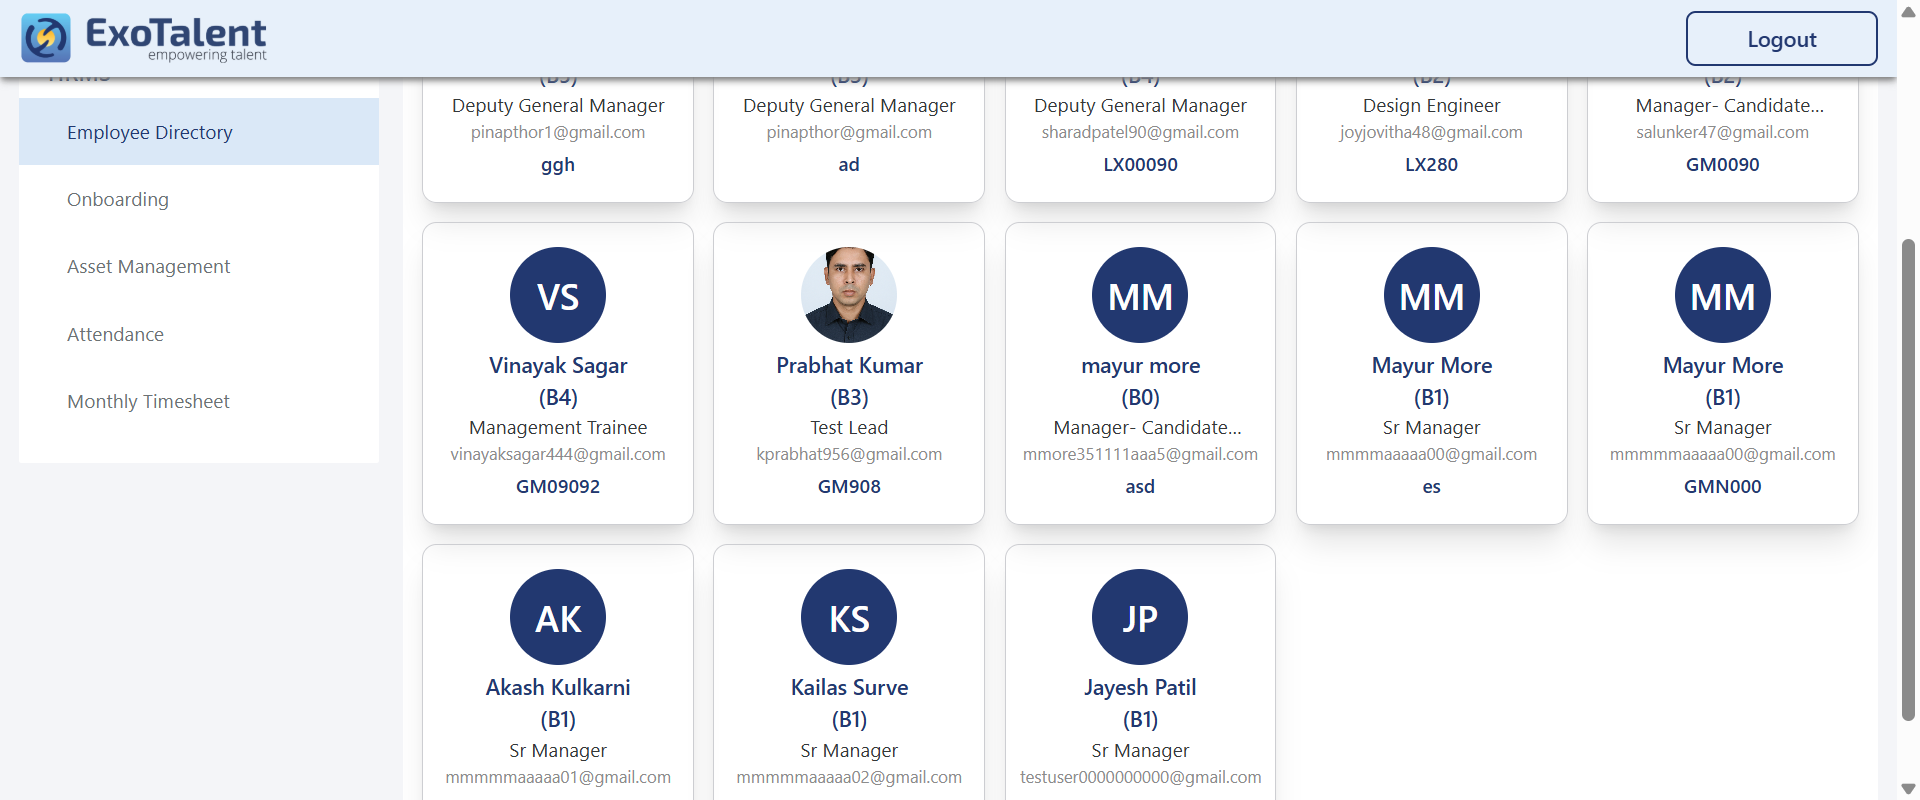 ExoTalent
empowering talent
Logout
HRMS
Employee Directory
Onboarding
Asset Management
Attendance
Monthly Timesheet
Deputy General Manager
pinapthor1@gmail.com
ggh
Deputy General Manager
pinapthor@gmail.com
ad
Deputy General Manager
sharadpatel90@gmail.com
LX00090
(B2)
Design Engineer
joyjovitha48@gmail.com
LX280
(B2)
Manager- Candidate...
salunker47@gmail.com
GM0090
VS
Vinayak Sagar
(B4)
Management Trainee
vinayaksagar444@gmail.com
GM09092
Prabhat Kumar
(B3)
Test Lead
kprabhat956@gmail.com
GM908
MM
mayur more
(B0)
Manager- Candidate...
mmore351111aaa5@gmail.com
asd
MM
Mayur More
(B1)
Sr Manager
mmmmaaaaa00@gmail.com
es
MM
Mayur More
(B1)
Sr Manager
mmmmmaaaaa00@gmail.com
GMN000
AK
Akash Kulkarni
(B1)
Sr Manager
mmmmmaaaaa01@gmail.com
KS
Kailas Surve
(B1)
Sr Manager
mmmmmaaaaa02@gmail.com
JP
Jayesh Patil
(B1)
Sr Manager
testuser0000000000@gmail.com